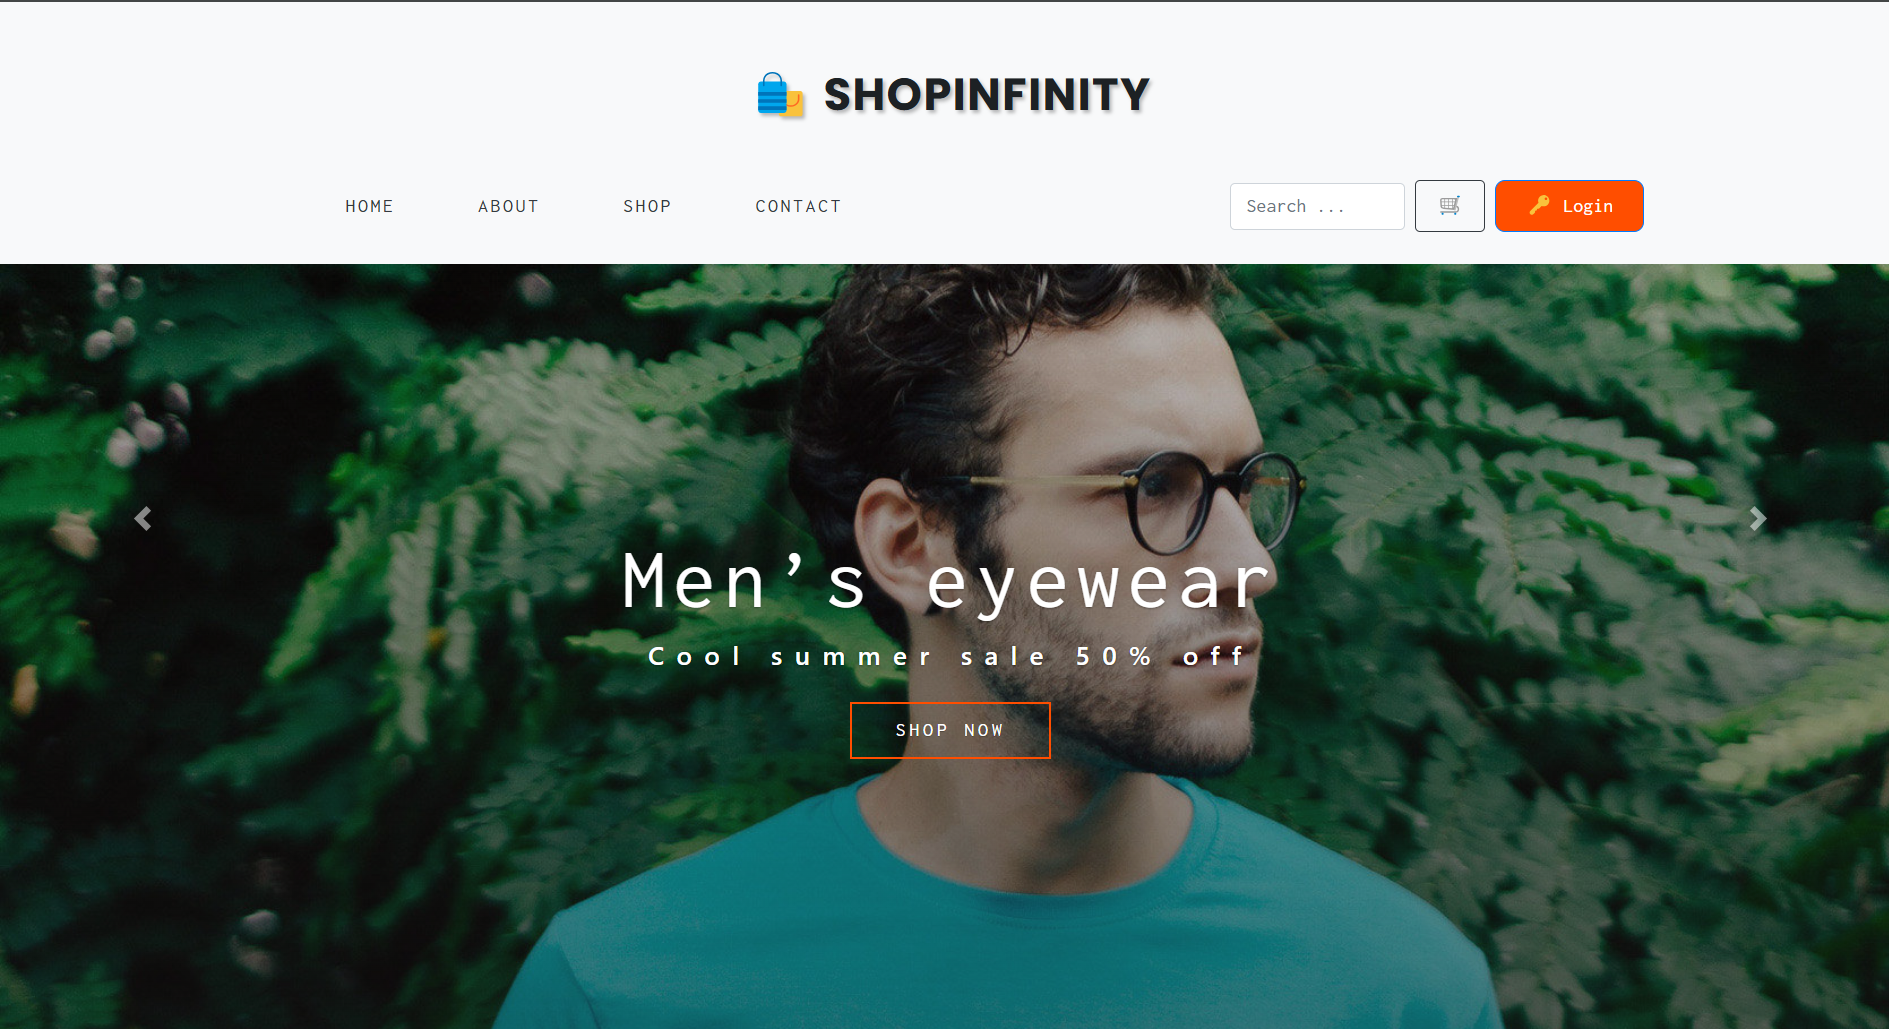 SHOPINFINITY
HOME ABOUT SHOP CONTACT Search ... Login
Men’s eyewear
Cool summer sale 50% off
SHOP NOW